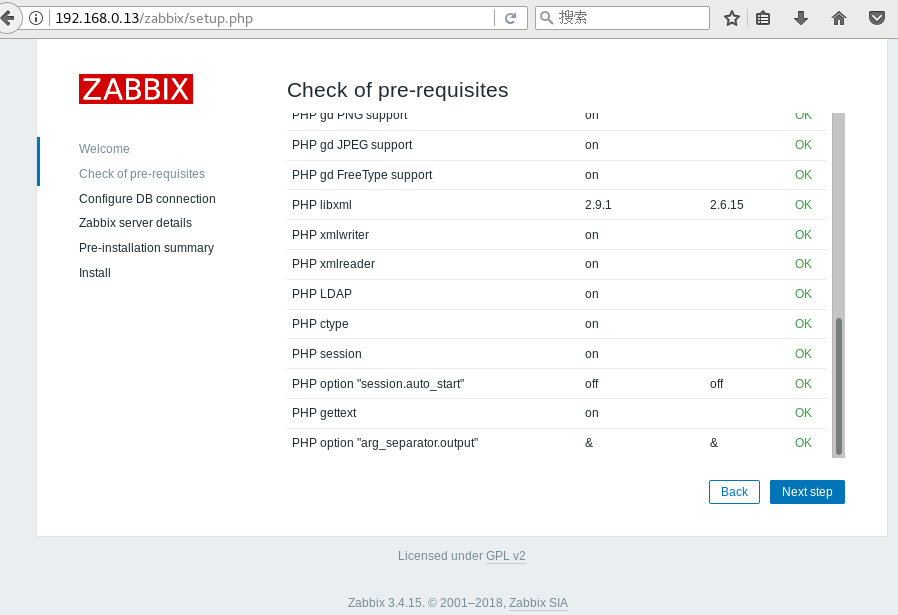 192.168.0.13/zabbix/setup.php
搜索
ZABBIX
Welcome
Check of pre-requisites
Configure DB connection
Zabbix server details
Pre-installation summary
Install
Check of pre-requisites
PHP gd PNG support on OK
PHP gd JPEG support on OK
PHP gd FreeType support on OK
PHP libxml 2.9.1 2.6.15 OK
PHP xmlwriter on OK
PHP xmlreader on OK
PHP LDAP on OK
PHP ctype on OK
PHP session on OK
PHP option "session.auto_start" off off OK
PHP gettext on OK
PHP option "arg_separator.output" & & OK
Back Next step
Licensed under GPL v2
Zabbix 3.4.15. © 2001–2018, Zabbix SIA